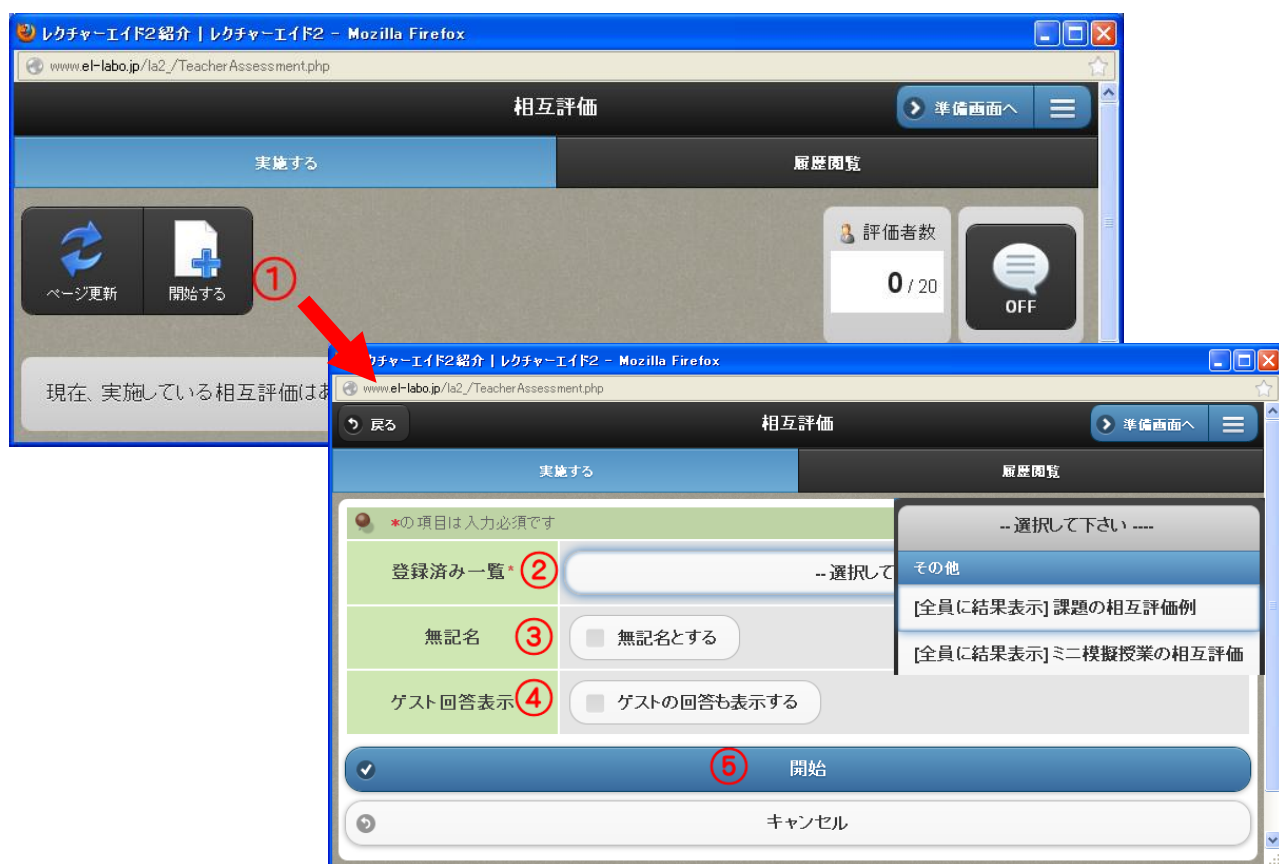 レクチャーエイド2紹介 | レクチャーエイド2 - Mozilla Firefox
www.el-labo.jp/la2_/TeacherAssessment.php
相互評価
準備画面へ
実施する
履歴閲覧
ページ更新
開始する
①
評価者数
0 / 20
OFF
現在、実施している相互評価は
クチャーエイド2紹介 | レクチャーエイド2 - Mozilla Firefox
www.el-labo.jp/la2_/TeacherAssessment.php
戻る
相互評価
準備画面へ
実施する
履歴閲覧
*の項目は入力必須です
登録済み一覧* ②
-- 選択して
-- 選択して下さい ----
その他
[全員に結果表示] 課題の相互評価例
[全員に結果表示] ミニ模擬授業の相互評価
無記名 ③
無記名とする
ゲスト回答表示 ④
ゲストの回答も表示する
⑤ 開始
キャンセル